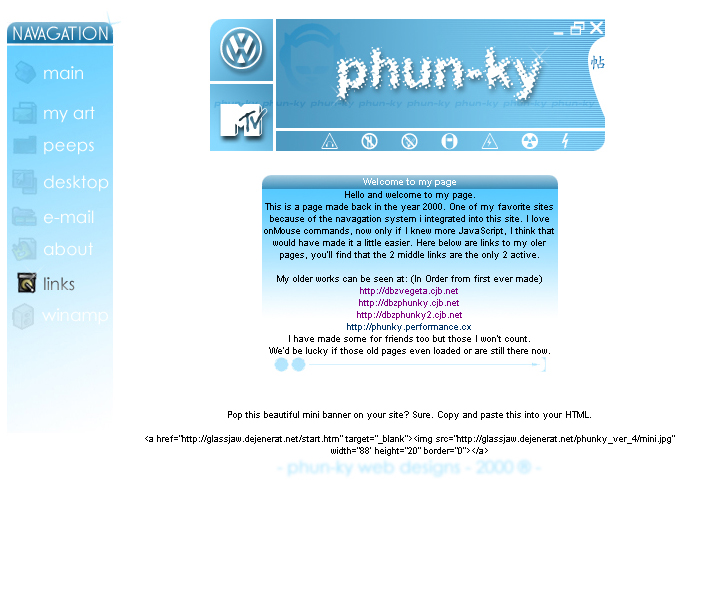 NAVAGATION
main
my art
peeps
desktop
e-mail
about
links
winamp
phun-ky
phun-ky phun-ky phun-ky phun-ky phun-ky phun-ky phun-ky phun-ky
帖
MTV
Welcome to my page
Hello and welcome to my page.
This is a page made back in the year 2000. One of my favorite sites
because of the navagation system i integrated into this site. I love
onMouse commands, now only if I knew more JavaScript, I think that
would have made it a little easier. Here below are links to my oler
pages, you'll find that the 2 middle links are the only 2 active.
My older works can be seen at: (In Order from first ever made)
http://dbzvegeta.cjb.net
http://dbzphunky.cjb.net
http://dbzphunky2.cjb.net
http://phunky.performance.cx
I have made some for friends too but those I won't count.
We'd be lucky if those old pages even loaded or are still there now.
Pop this beautiful mini banner on your site? Sure. Copy and paste this into your HTML.
<a href="http://glassjaw.dejenerat.net/start.htm" target="_blank"><img src="http://glassjaw.dejenerat.net/phunky_ver_4/mini.jpg"
width="88' height="20" border="0"></a>
- phun-ky web designs - 2000 ® -